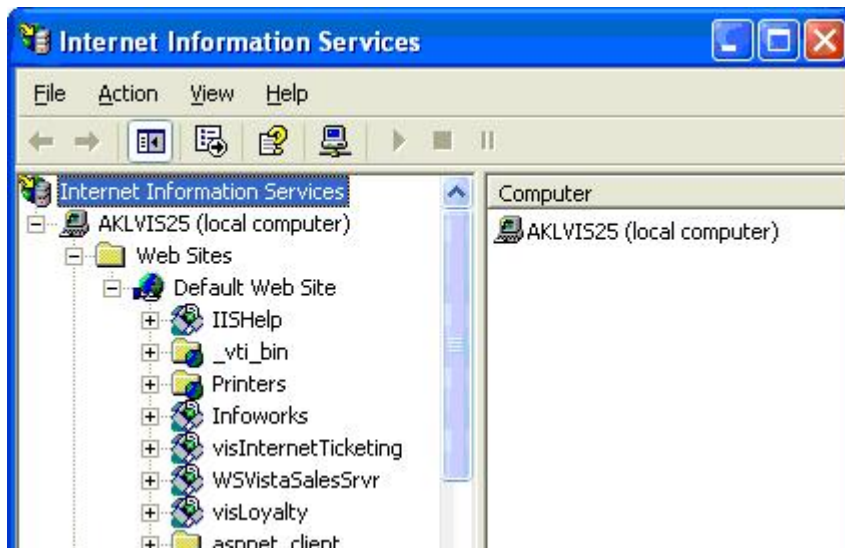 Internet Information Services
File Action View Help
Internet Information Services
AKLVIS25 (local computer)
Web Sites
Default Web Site
IISHelp
_vti_bin
Printers
Infoworks
visInternetTicketing
WSVistaSalesSrvr
visLoyalty
aspnet_client
Computer
AKLVIS25 (local computer)